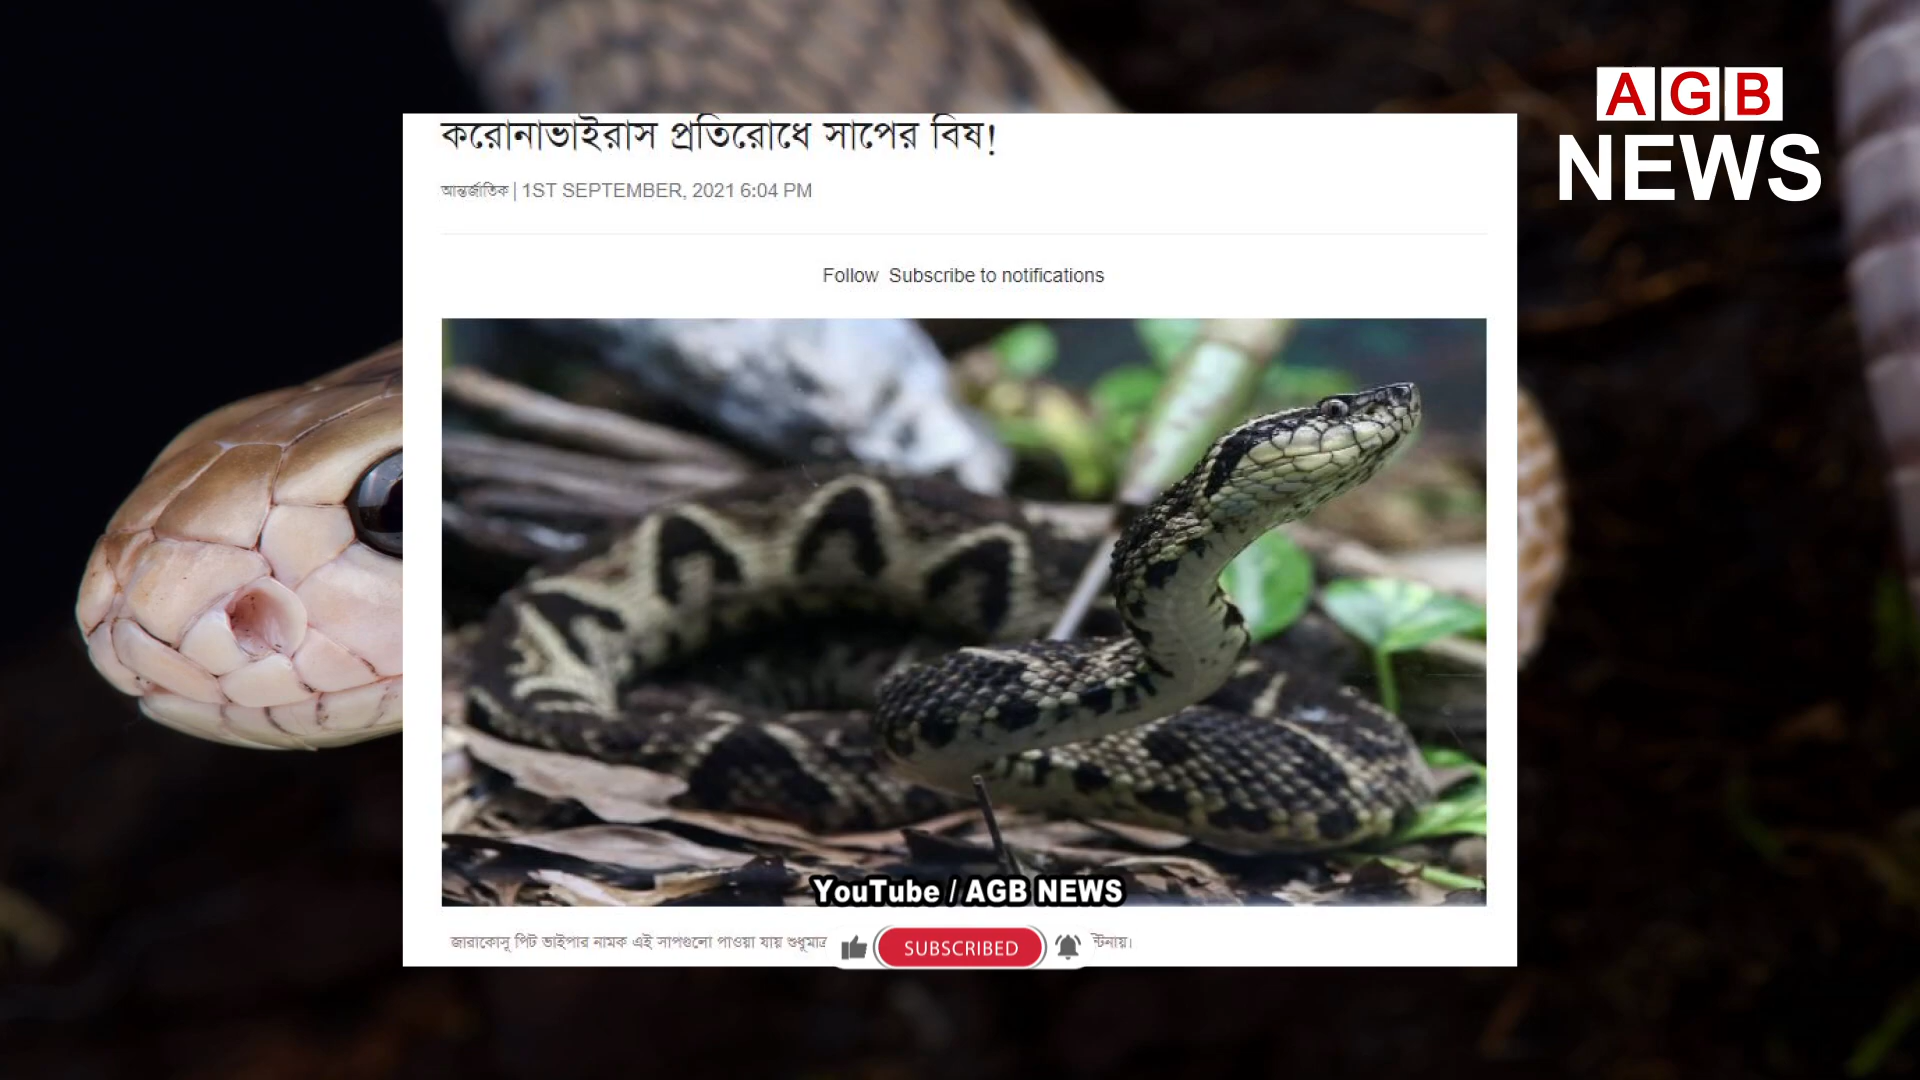 করোনাভাইরাস প্রতিরোধে সাপের বিষ!
আন্তর্জাতিক | 1ST SEPTEMBER, 2021 6:04 PM
A G B
NEWS
Follow Subscribe to notifications
YouTube / AGB NEWS
জারাকোসু পিট ভাইপার নামক এই সাপগুলো পাওয়া যায় শুধুমাত্র
SUBSCRIBED